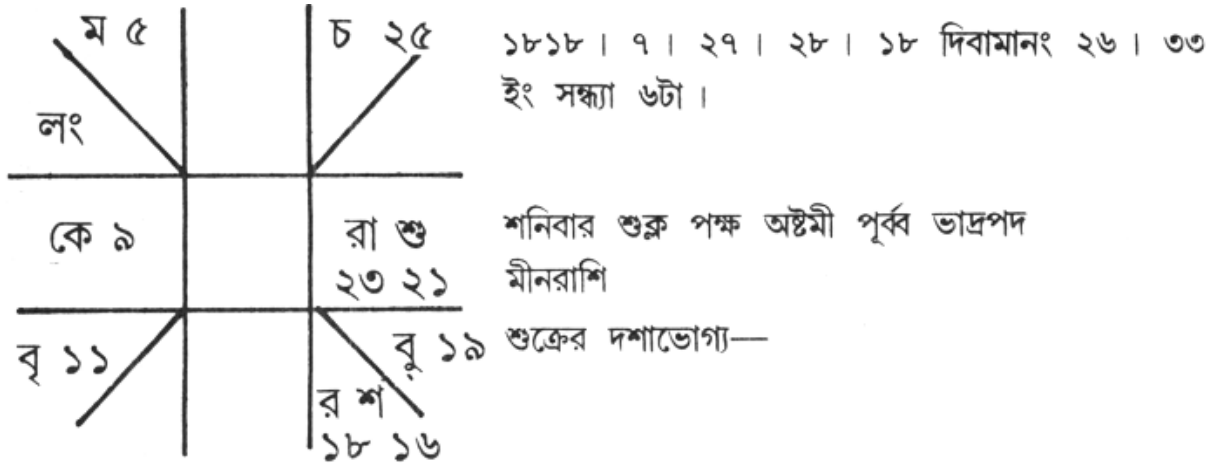 ম ৫
চ ২৫
লং
কে ৯
রা শু
২৩ ২১
বৃ ১১
বু ১৯
র শ
১৮ ১৬
১৮১৮ । ৭ । ২৭ । ২৮ । ১৮ দিবামানং ২৬ । ৩৩
ইং সন্ধ্যা ৬টা ।
শনিবার শুক্ল পক্ষ অষ্টমী পূর্ব্ব ভাদ্রপদ
মীনরাশি
শুক্রের দশাভোগ্য—